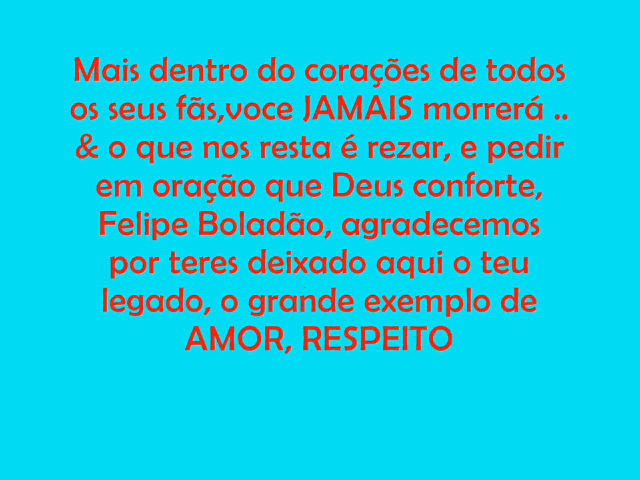 Mais dentro do corações de todos
os seus fãs,voce JAMAIS morrerá ..
& o que nos resta é rezar, e pedir
em oração que Deus conforte,
Felipe Boladão, agradecemos
por teres deixado aqui o teu
legado, o grande exemplo de
AMOR, RESPEITO